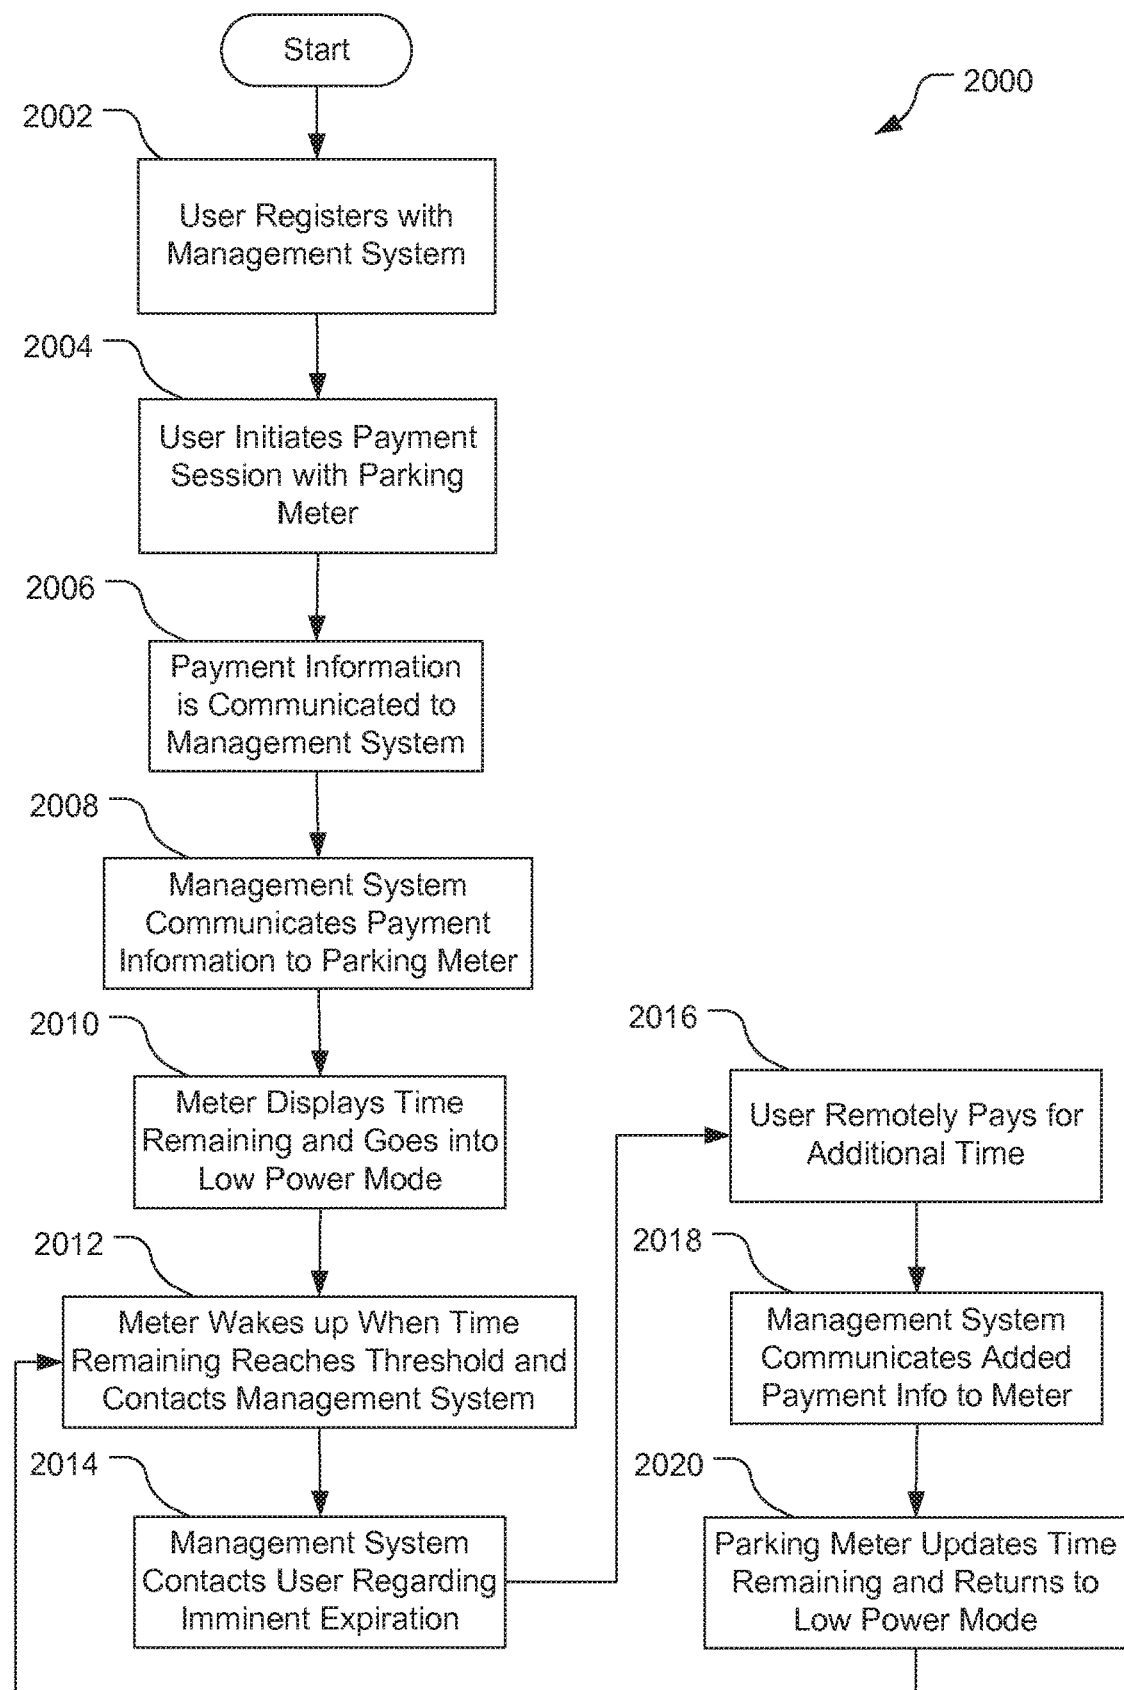 Start
2000
2002
User Registers with
Management System
2004
User Initiates Payment
Session with Parking
Meter
2006
Payment Information
is Communicated to
Management System
2008
Management System
Communicates Payment
Information to Parking Meter
2010
Meter Displays Time
Remaining and Goes into
Low Power Mode
2012
Meter Wakes up When Time
Remaining Reaches Threshold and
Contacts Management System
2014
Management System
Contacts User Regarding
Imminent Expiration
2016
User Remotely Pays for
Additional Time
2018
Management System
Communicates Added
Payment Info to Meter
2020
Parking Meter Updates Time
Remaining and Returns to
Low Power Mode